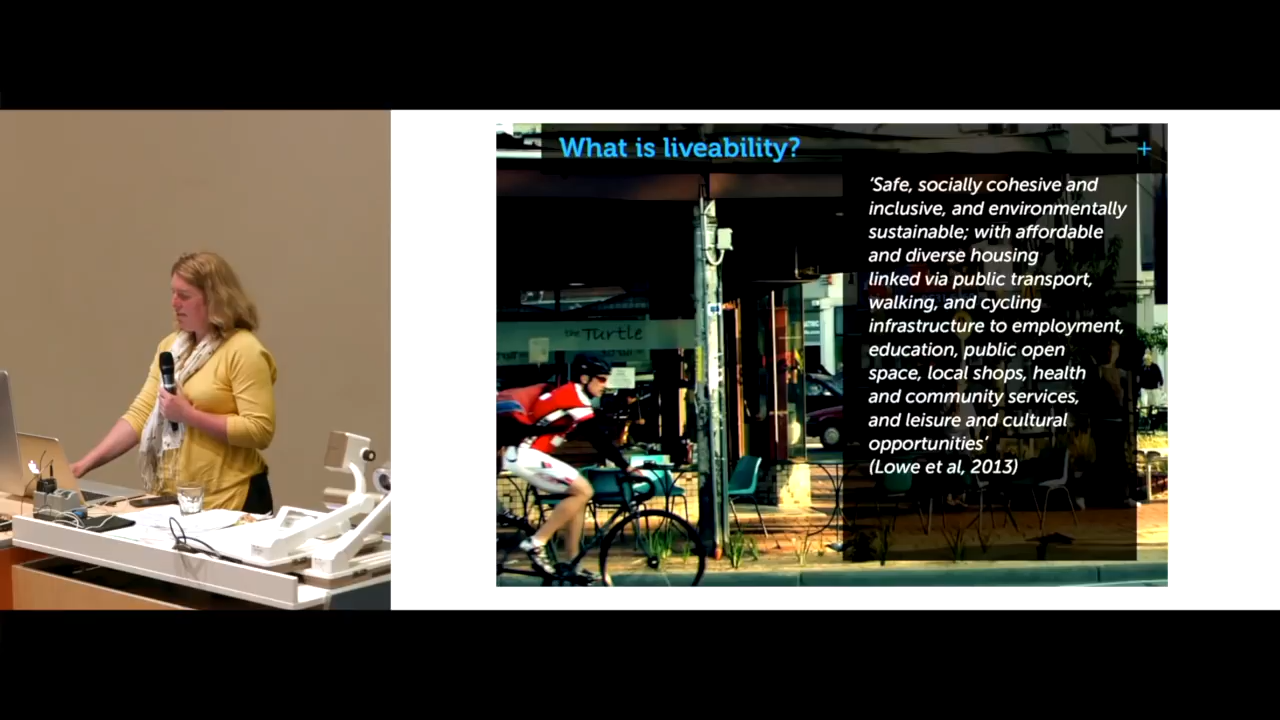 What is liveability?
+
'Safe, socially cohesive and
inclusive, and environmentally
sustainable; with affordable
and diverse housing
linked via public transport,
walking, and cycling
infrastructure to employment,
education, public open
space, local shops, health
and community services,
and leisure and cultural
opportunities'
(Lowe et al, 2013)
the Turtle